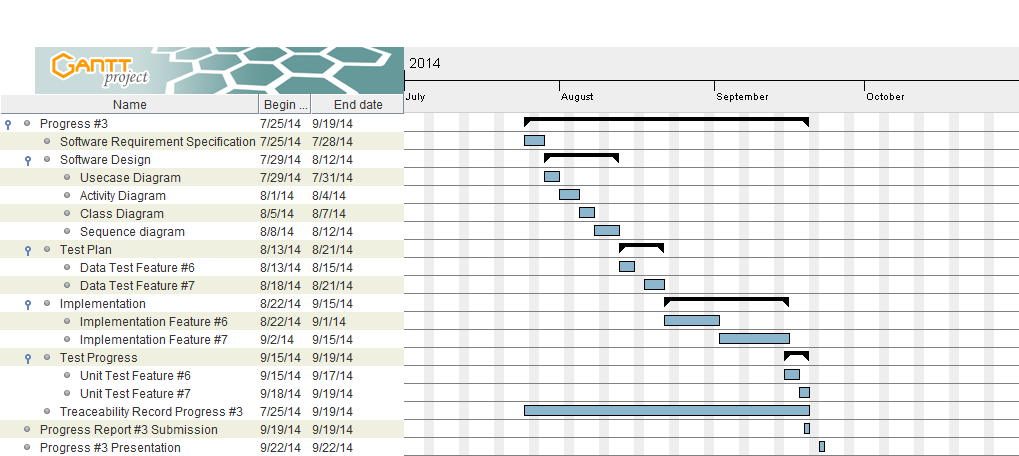 GANTT
project
2014
July August September October
Name Begin ... End date
Progress #3 7/25/14 9/19/14
Software Requirement Specification 7/25/14 7/28/14
Software Design 7/29/14 8/12/14
Usecase Diagram 7/29/14 7/31/14
Activity Diagram 8/1/14 8/4/14
Class Diagram 8/5/14 8/7/14
Sequence diagram 8/8/14 8/12/14
Test Plan 8/13/14 8/21/14
Data Test Feature #6 8/13/14 8/15/14
Data Test Feature #7 8/18/14 8/21/14
Implementation 8/22/14 9/15/14
Implementation Feature #6 8/22/14 9/1/14
Implementation Feature #7 9/2/14 9/15/14
Test Progress 9/15/14 9/19/14
Unit Test Feature #6 9/15/14 9/17/14
Unit Test Feature #7 9/18/14 9/19/14
Treaceability Record Progress #3 7/25/14 9/19/14
Progress Report #3 Submission 9/19/14 9/19/14
Progress #3 Presentation 9/22/14 9/22/14